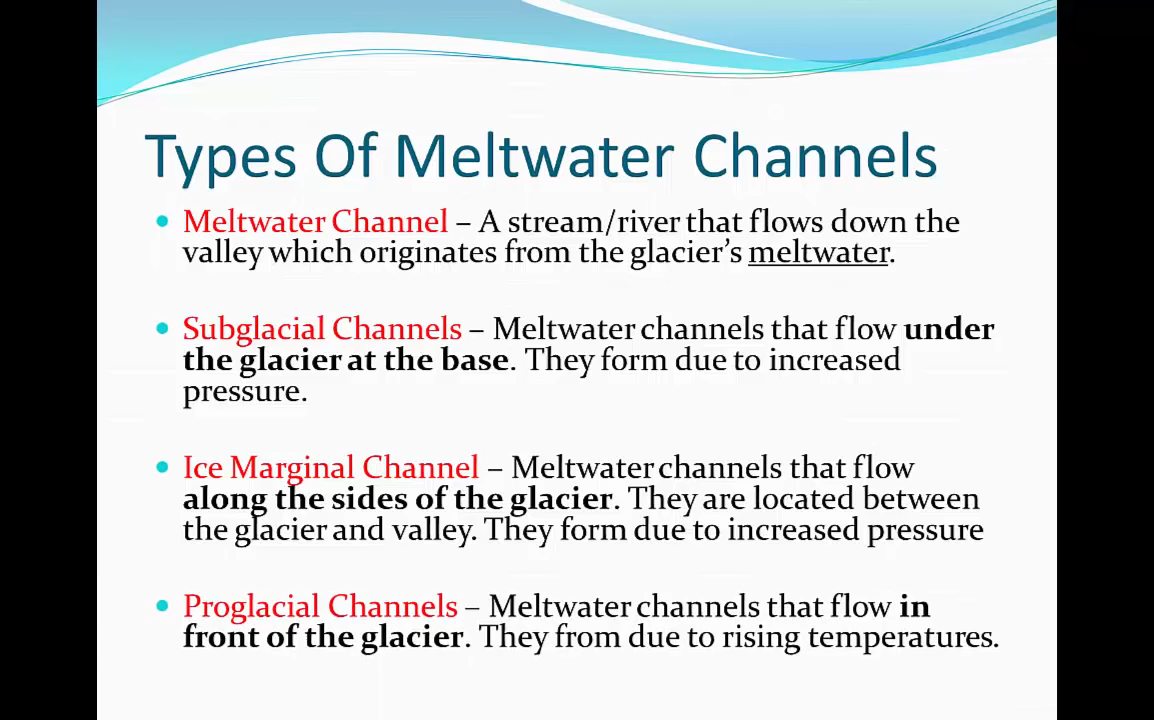 Types Of Meltwater Channels
Meltwater Channel – A stream/river that flows down the
valley which originates from the glacier's meltwater.
Subglacial Channels – Meltwater channels that flow under
the glacier at the base. They form due to increased
pressure.
Ice Marginal Channel – Meltwater channels that flow
along the sides of the glacier. They are located between
the glacier and valley. They form due to increased pressure
Proglacial Channels – Meltwater channels that flow in
front of the glacier. They from due to rising temperatures.